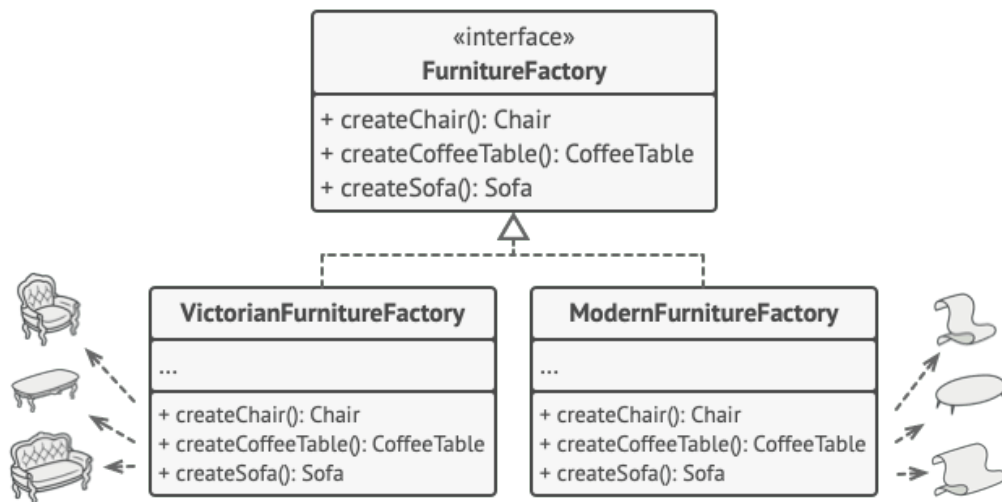 «interface»
FurnitureFactory
+ createChair(): Chair
+ createCoffeeTable(): CoffeeTable
+ createSofa(): Sofa
VictorianFurnitureFactory
...
+ createChair(): Chair
+ createCoffeeTable(): CoffeeTable
+ createSofa(): Sofa
ModernFurnitureFactory
...
+ createChair(): Chair
+ createCoffeeTable(): CoffeeTable
+ createSofa(): Sofa